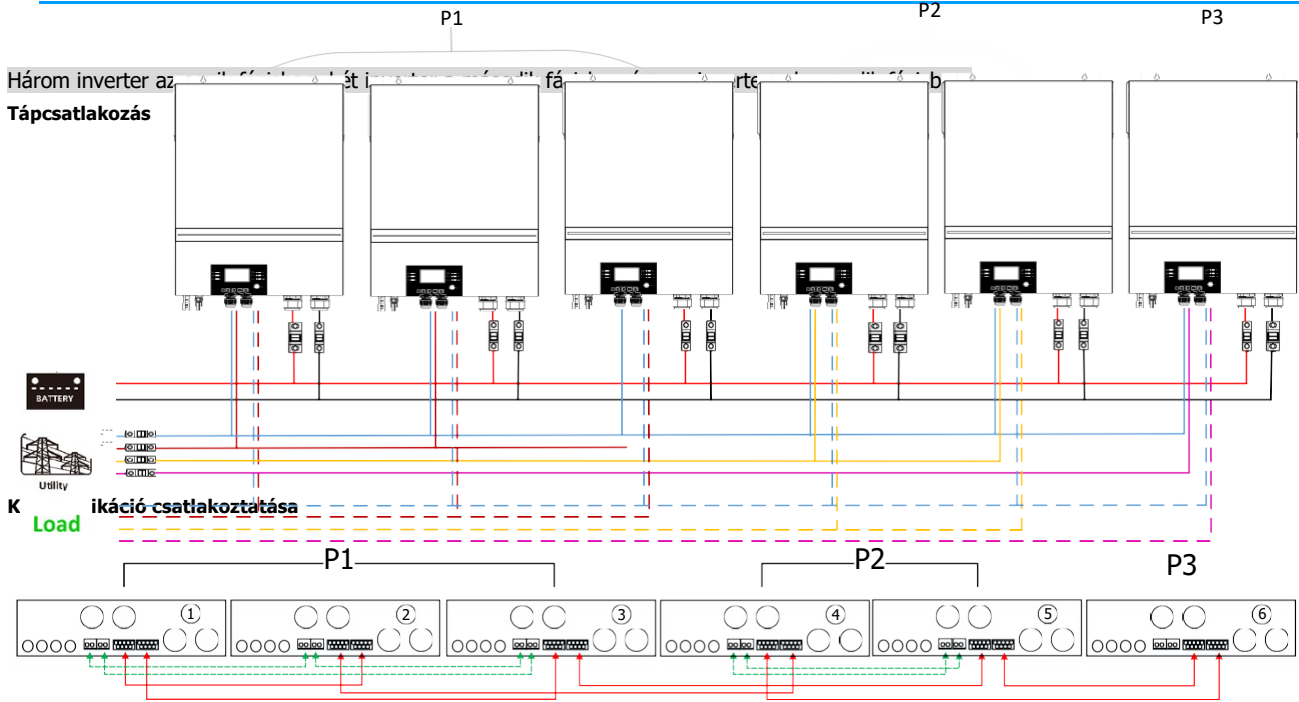 P1
P2
P3
Három inverter az
Tápcsatlakozás
BATTERY
Utility
K ikáció csatlakoztatása
Load
P1
P2
P3
1
2
3
4
5
6